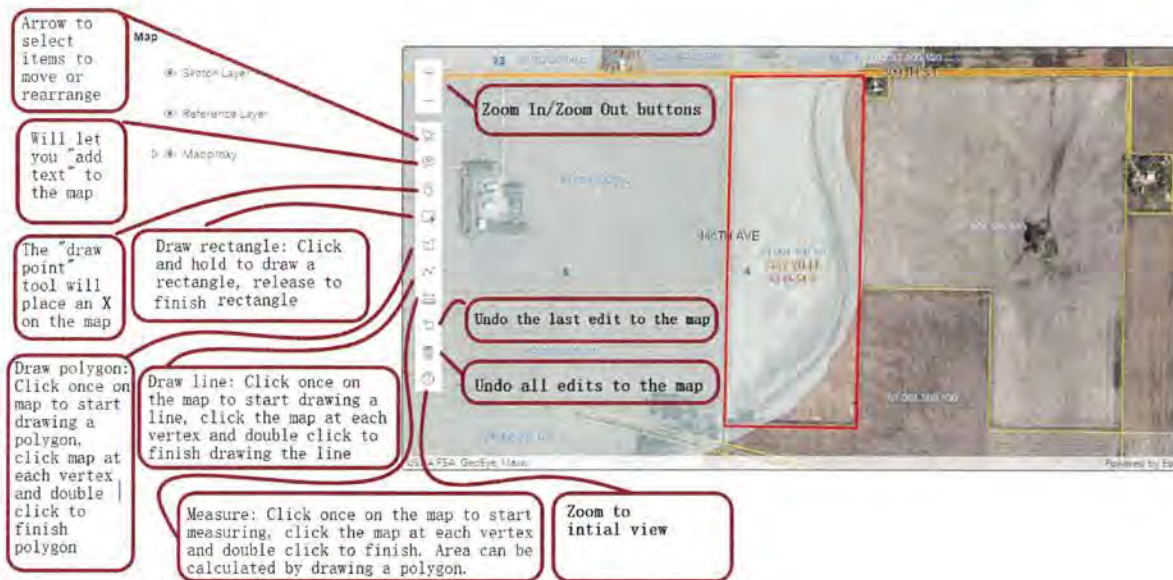 Arrow to
select
items to
move or
rearrange
Map
Sketch Layer
Reference Layer
Will let
you "add
text" to
the map
Zoom In/Zoom Out buttons
The "draw
point"
tool will
place an X
on the map
Draw rectangle: Click
and hold to draw a
rectangle, release to
finish rectangle
AVE
4
Undo the last edit to the map
Undo all edits to the map
Draw polygon:
Click once on
map to start
drawing a
polygon,
click map at
each vertex
and double
click to
finish
polygon
Draw line: Click once on
the map to start drawing a
line, click the map at each
vertex and double click to
finish drawing the line
FSA, GeoEye, Maxar
Powered by
Measure: Click once on the map to start
measuring, click the map at each vertex
and double click to finish. Area can be
calculated by drawing a polygon.
Zoom to
intial view